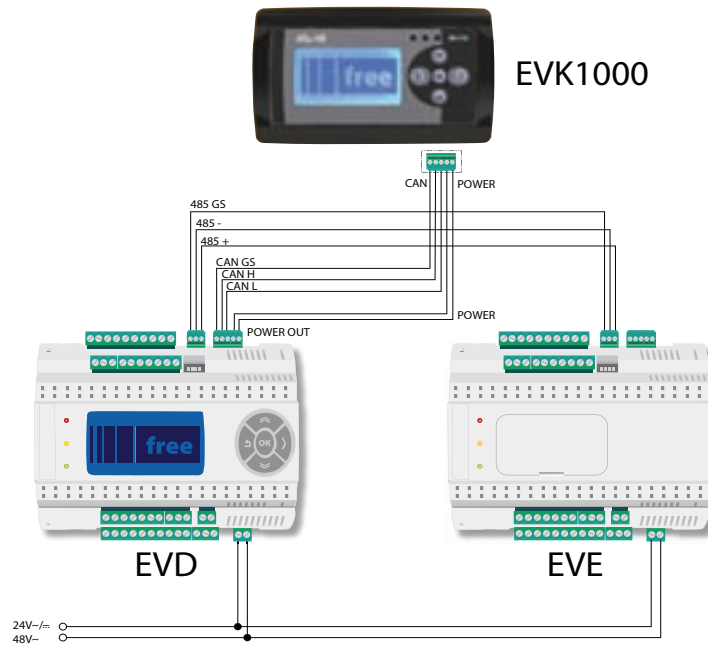 free
EVK1000
CAN
POWER
485 GS
485 -
485 +
CAN GS
CAN H
CAN L
POWER
POWER OUT
free
OK
EVD
EVE
24V~/⎓
48V~